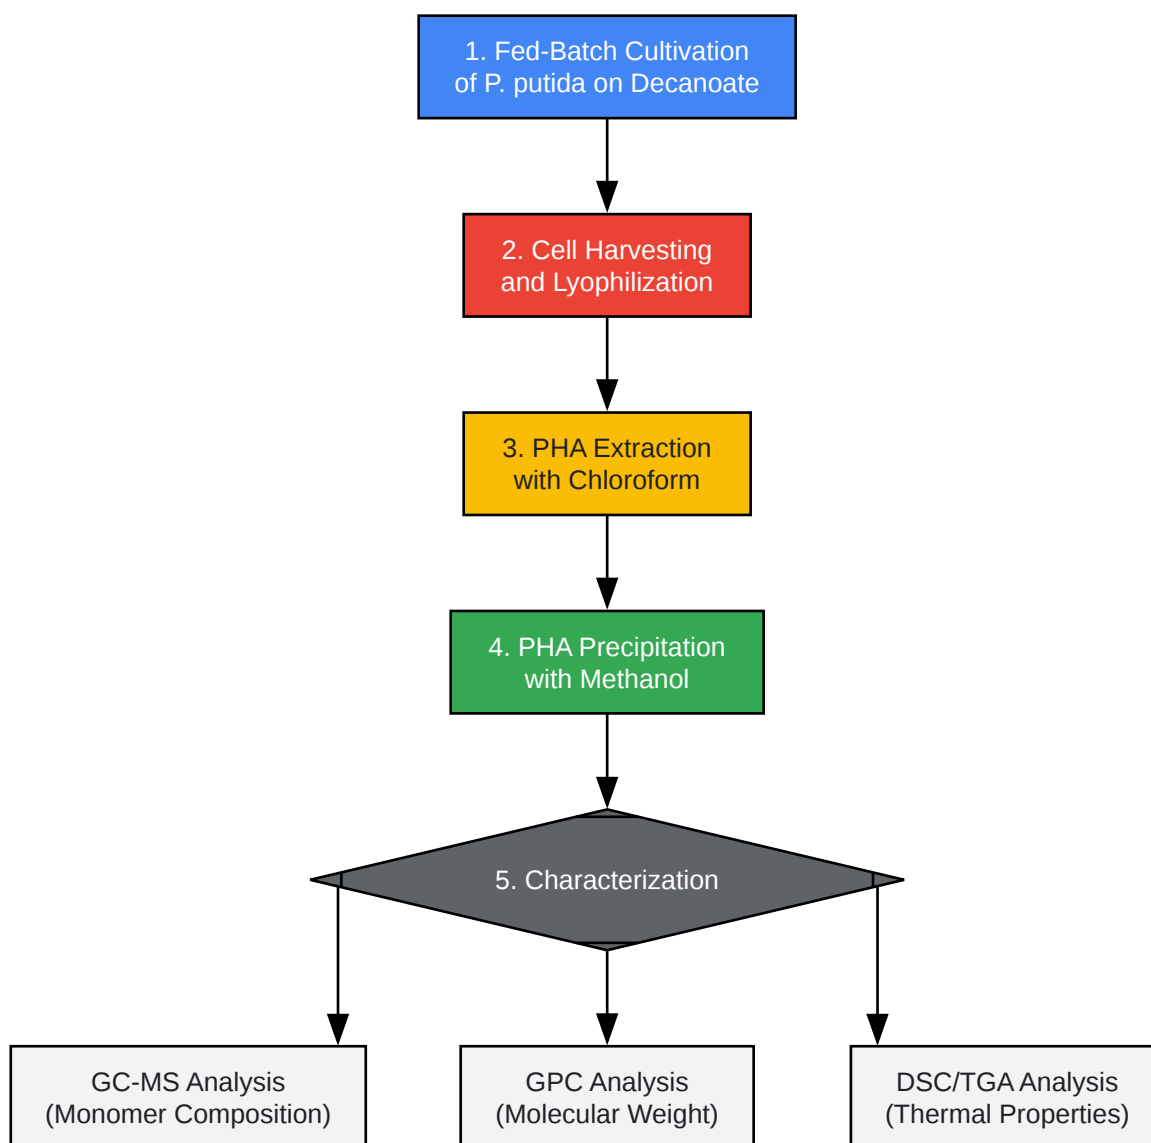 1. Fed-Batch Cultivation
of P. putida on Decanoate
2. Cell Harvesting
and Lyophilization
3. PHA Extraction
with Chloroform
4. PHA Precipitation
with Methanol
5. Characterization
GC-MS Analysis
(Monomer Composition)
GPC Analysis
(Molecular Weight)
DSC/TGA Analysis
(Thermal Properties)